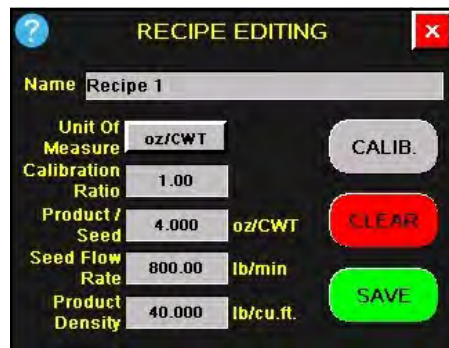 ?
RECIPE EDITING
X
Name Recipe 1
Unit Of
Measure oz/CWT
CALIB.
Calibration
Ratio 1.00
Product /
Seed 4.000 oz/CWT
CLEAR
Seed Flow
Rate 800.00 lb/min
Product
Density 40.000 lb/cu.ft.
SAVE